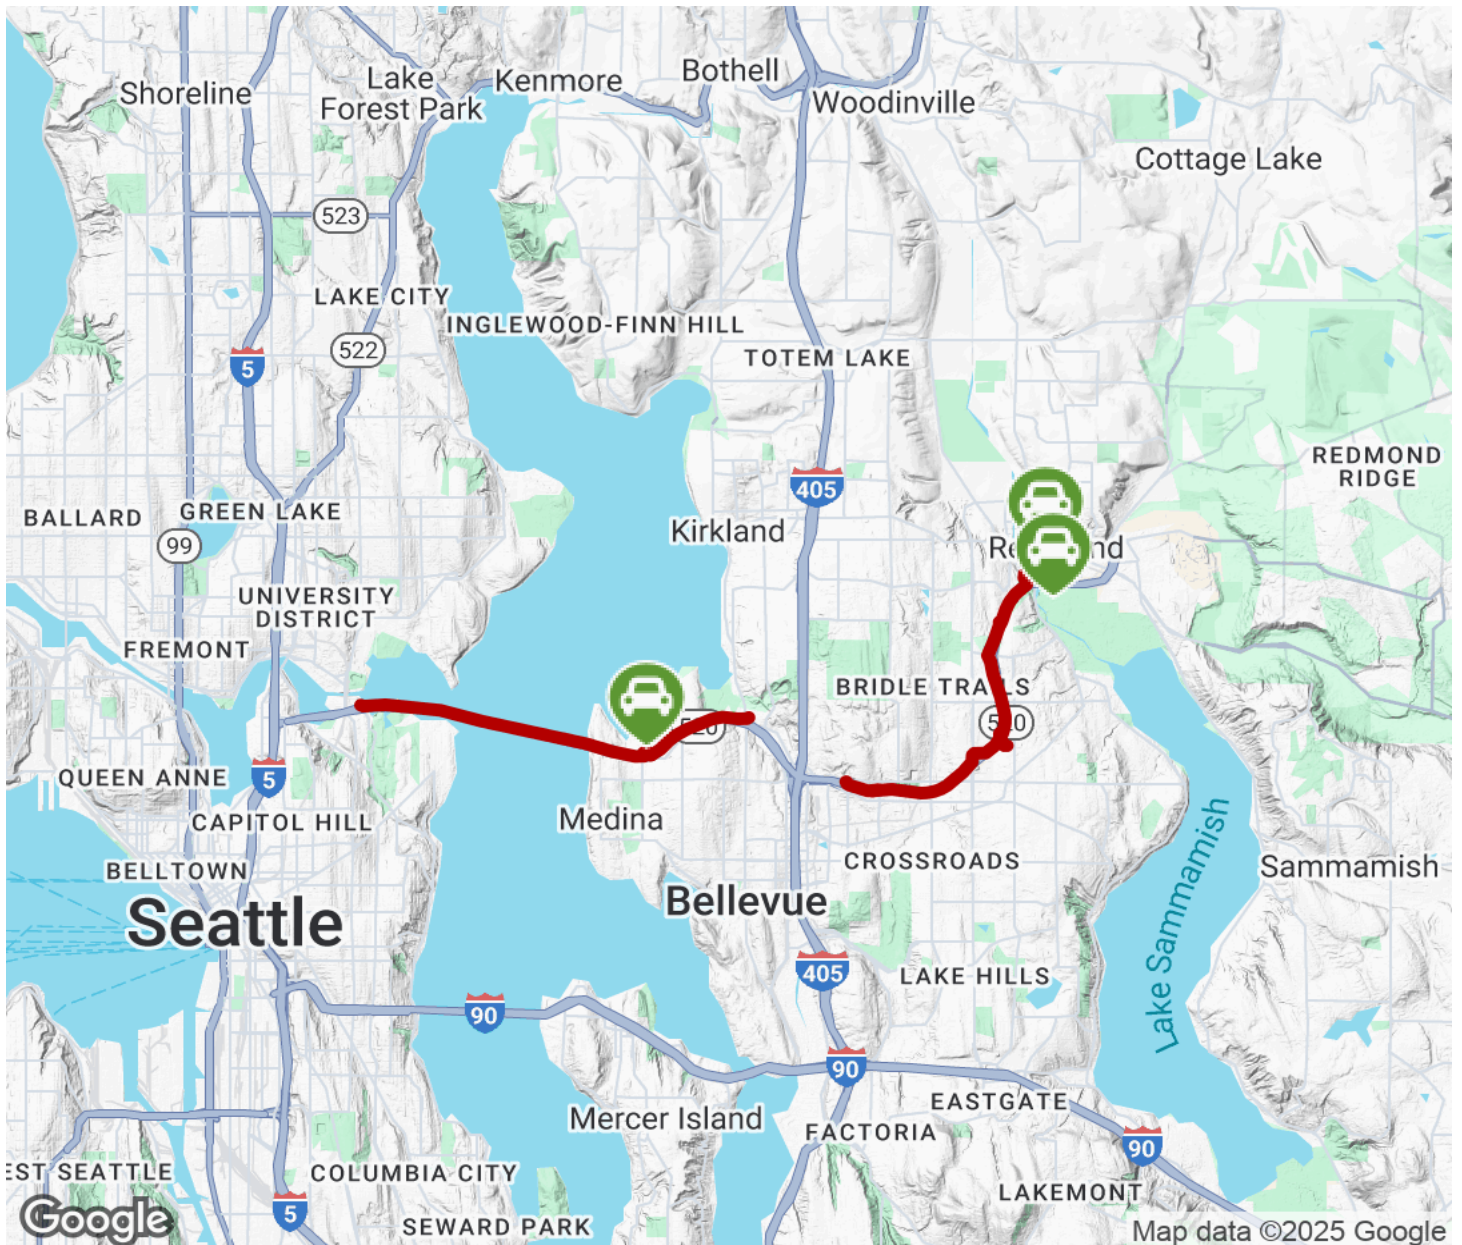 Shoreline
Lake
Forest Park
Kenmore
Bothell
Woodinville
Cottage Lake
523
LAKE CITY
INGLEWOOD-FINN HILL
522
5
TOTEM LAKE
REDMOND
RIDGE
405
BALLARD
GREEN LAKE
Kirkland
99
UNIVERSITY
DISTRICT
FREMONT
BRIDLE TRAILS
520
QUEEN ANNE
5
CAPITOL HILL
Medina
BELLTOWN
CROSSROADS
Sammamish
Lake Sammamish
Seattle
Bellevue
405
LAKE HILLS
90
90
EASTGATE
Mercer Island
FACTORIA
90
EST SEATTLE
COLUMBIA CITY
LAKEMONT
5
SEWARD PARK
Google
Map data ©2025 Google